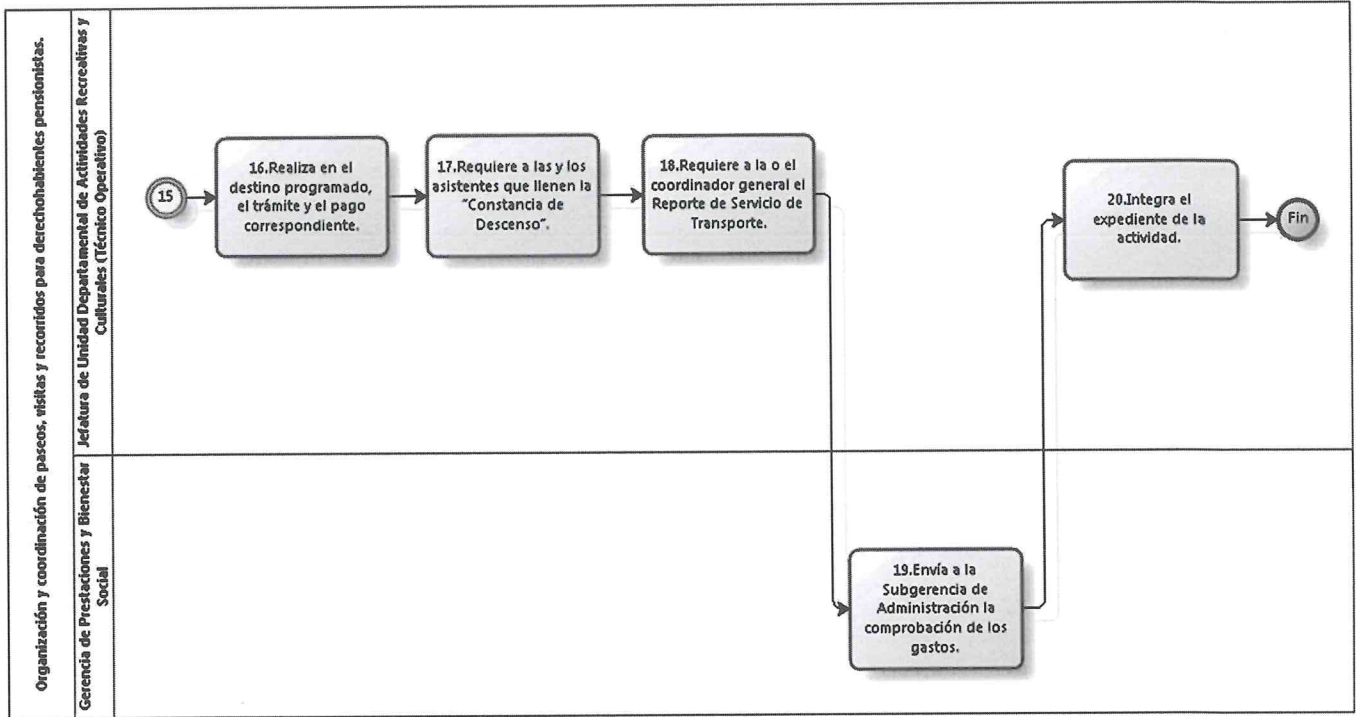 Organización y coordinación de paseos, visitas y recorridos para derechohabientes pensionistas.
Jefatura de Unidad Departamental de Actividades Recreativas y
Culturales (Técnico Operativo)
15
16.Realiza en el
destino programado,
el trámite y el pago
correspondiente.
17.Requiere a las y los
asistentes que llenen la
"Constancia de
Descenso".
18.Requiere a la o el
coordinador general el
Reporte de Servicio de
Transporte.
20.Integra el
expediente de la
actividad.
Fin
Gerencia de Prestaciones y Bienestar
Social
19.Envía a la
Subgerencia de
Administración la
comprobación de los
gastos.